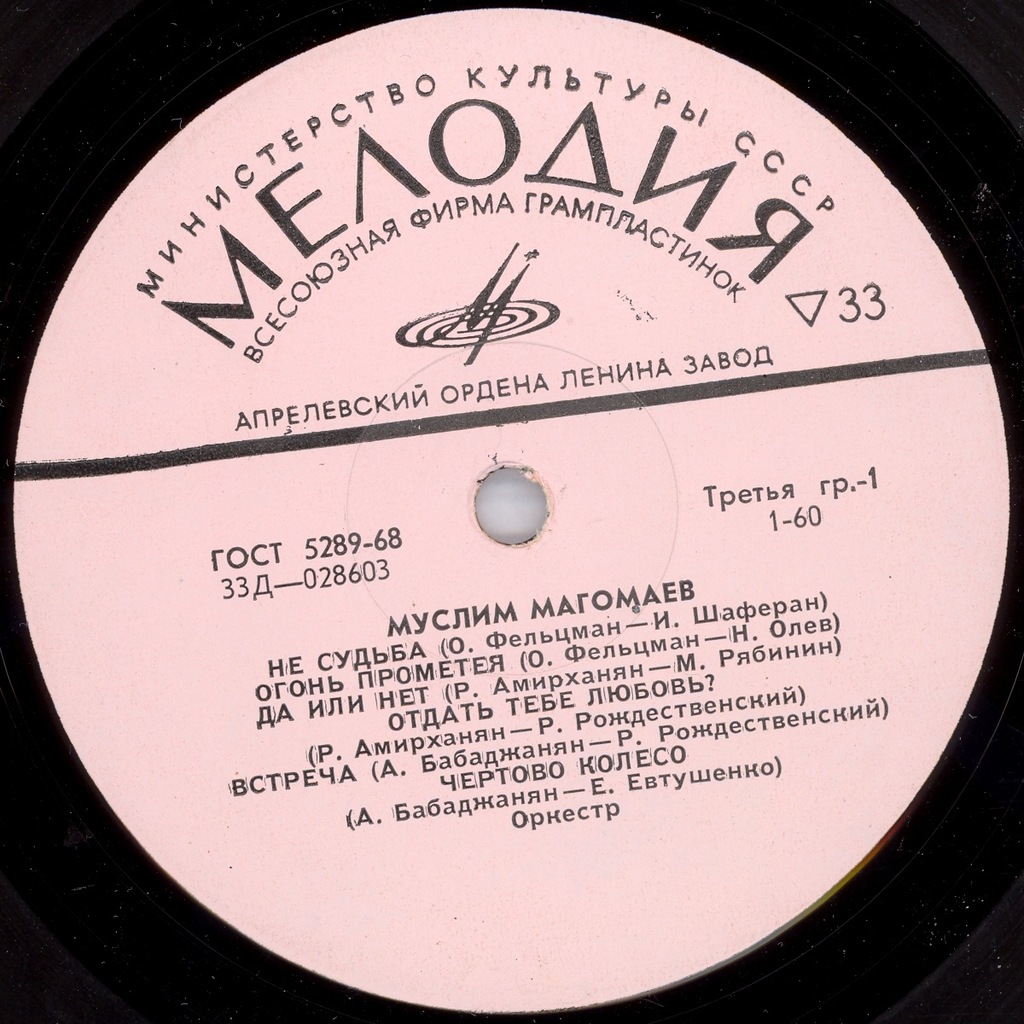 МИНИСТЕРСТВО КУЛЬТУРЫ СССР
МЕЛОДИЯ
ВСЕСОЮЗНАЯ ФИРМА ГРАМПЛАСТИНОК
▽33
АПРЕЛЕВСКИЙ ОРДЕНА ЛЕНИНА ЗАВОД
Третья гр.-1
1-60
ГОСТ 5289-68
33Д—028603
МУСЛИМ МАГОМАЕВ
НЕ СУДЬБА (О. Фельцман—И. Шаферан)
ОГОНЬ ПРОМЕТЕЯ (О. Фельцман—Н. Олев)
ДА ИЛИ НЕТ (Р. Амирханян—М. Рябинин)
ОТДАТЬ ТЕБЕ ЛЮБОВЬ?
(Р. Амирханян—Р. Рождественский)
ВСТРЕЧА (А. Бабаджанян—Р. Рождественский)
ЧЕРТОВО КОЛЕСО
(А. Бабаджанян—Е. Евтушенко)
Оркестр